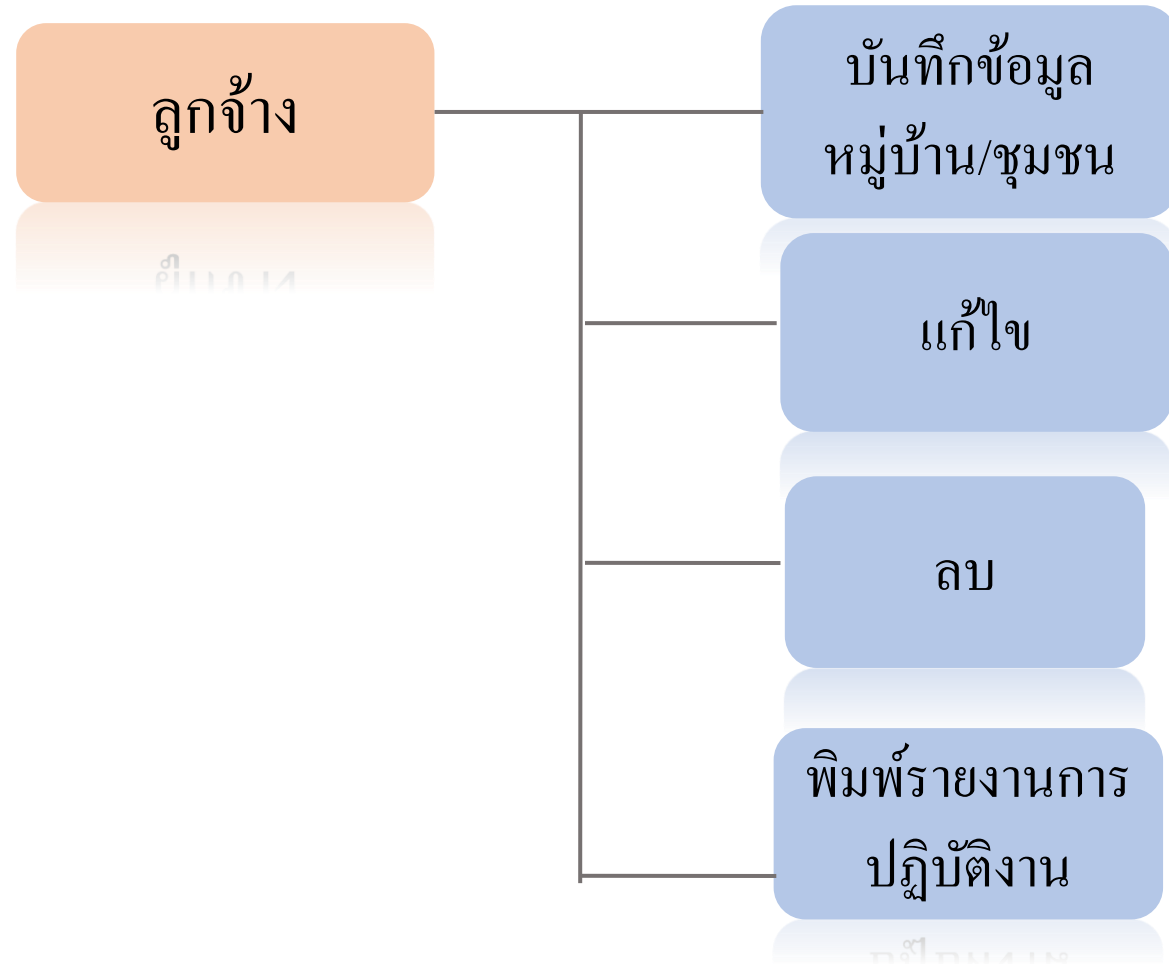 ลูกจ้าง
บันทึกข้อมูล
หมู่บ้าน/ชุมชน
แก้ไข
ลบ
พิมพ์รายงานการ
ปฏิบัติงาน